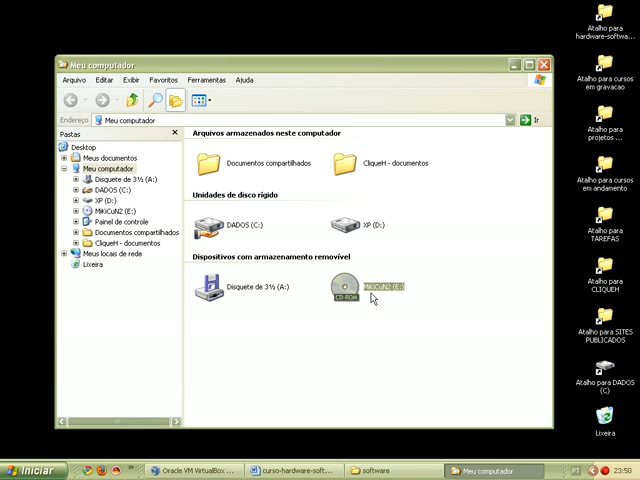 Meu computador
Arquivo Editar Exibir Favoritos Ferramentas Ajuda
Endereço Meu computador Ir
Pastas
Desktop
Meus documentos
Meu computador
Disquete de 3½ (A:)
DADOS (C:)
XP (D:)
MiKiCuN2 (E:)
Painel de controle
Documentos compartilhados
CliqueH - documentos
Meus locais de rede
Lixeira
Arquivos armazenados neste computador
Documentos compartilhados
CliqueH - documentos
Unidades de disco rígido
DADOS (C:)
XP (D:)
Dispositivos com armazenamento removível
Disquete de 3½ (A:)
CD-ROM
MiKiCuN2 (E:)
Atalho para
hardware-softwa...
Atalho para cursos
em gravacao
Atalho para
projetos ...
Atalho para cursos
em andamento
Atalho para
TAREFAS
Atalho para
CLIQUEH
Atalho para SITES
PUBLICADOS
Atalho para DADOS
(C)
Lixeira
Iniciar
Oracle VM VirtualBox ...
curso-hardware-soft...
software
Meu computador
PT
23:50